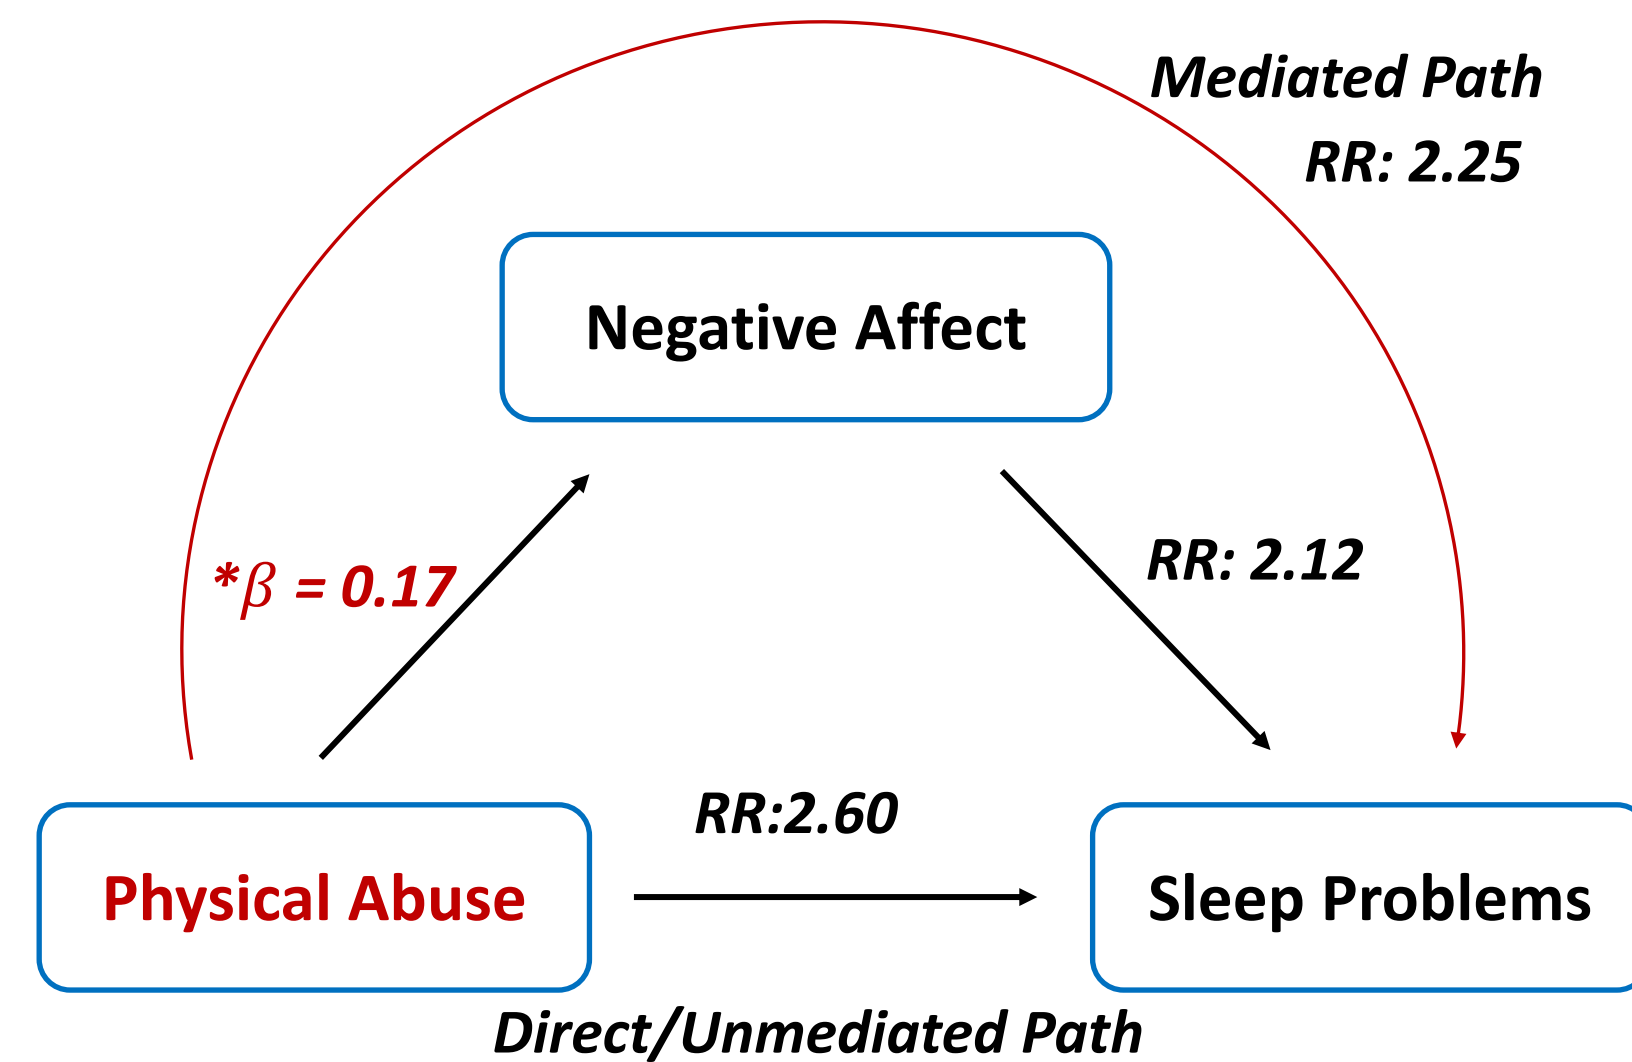 Mediated Path
RR: 2.25
Negative Affect
*β = 0.17
RR: 2.12
RR:2.60
Physical Abuse
Sleep Problems
Direct/Unmediated Path